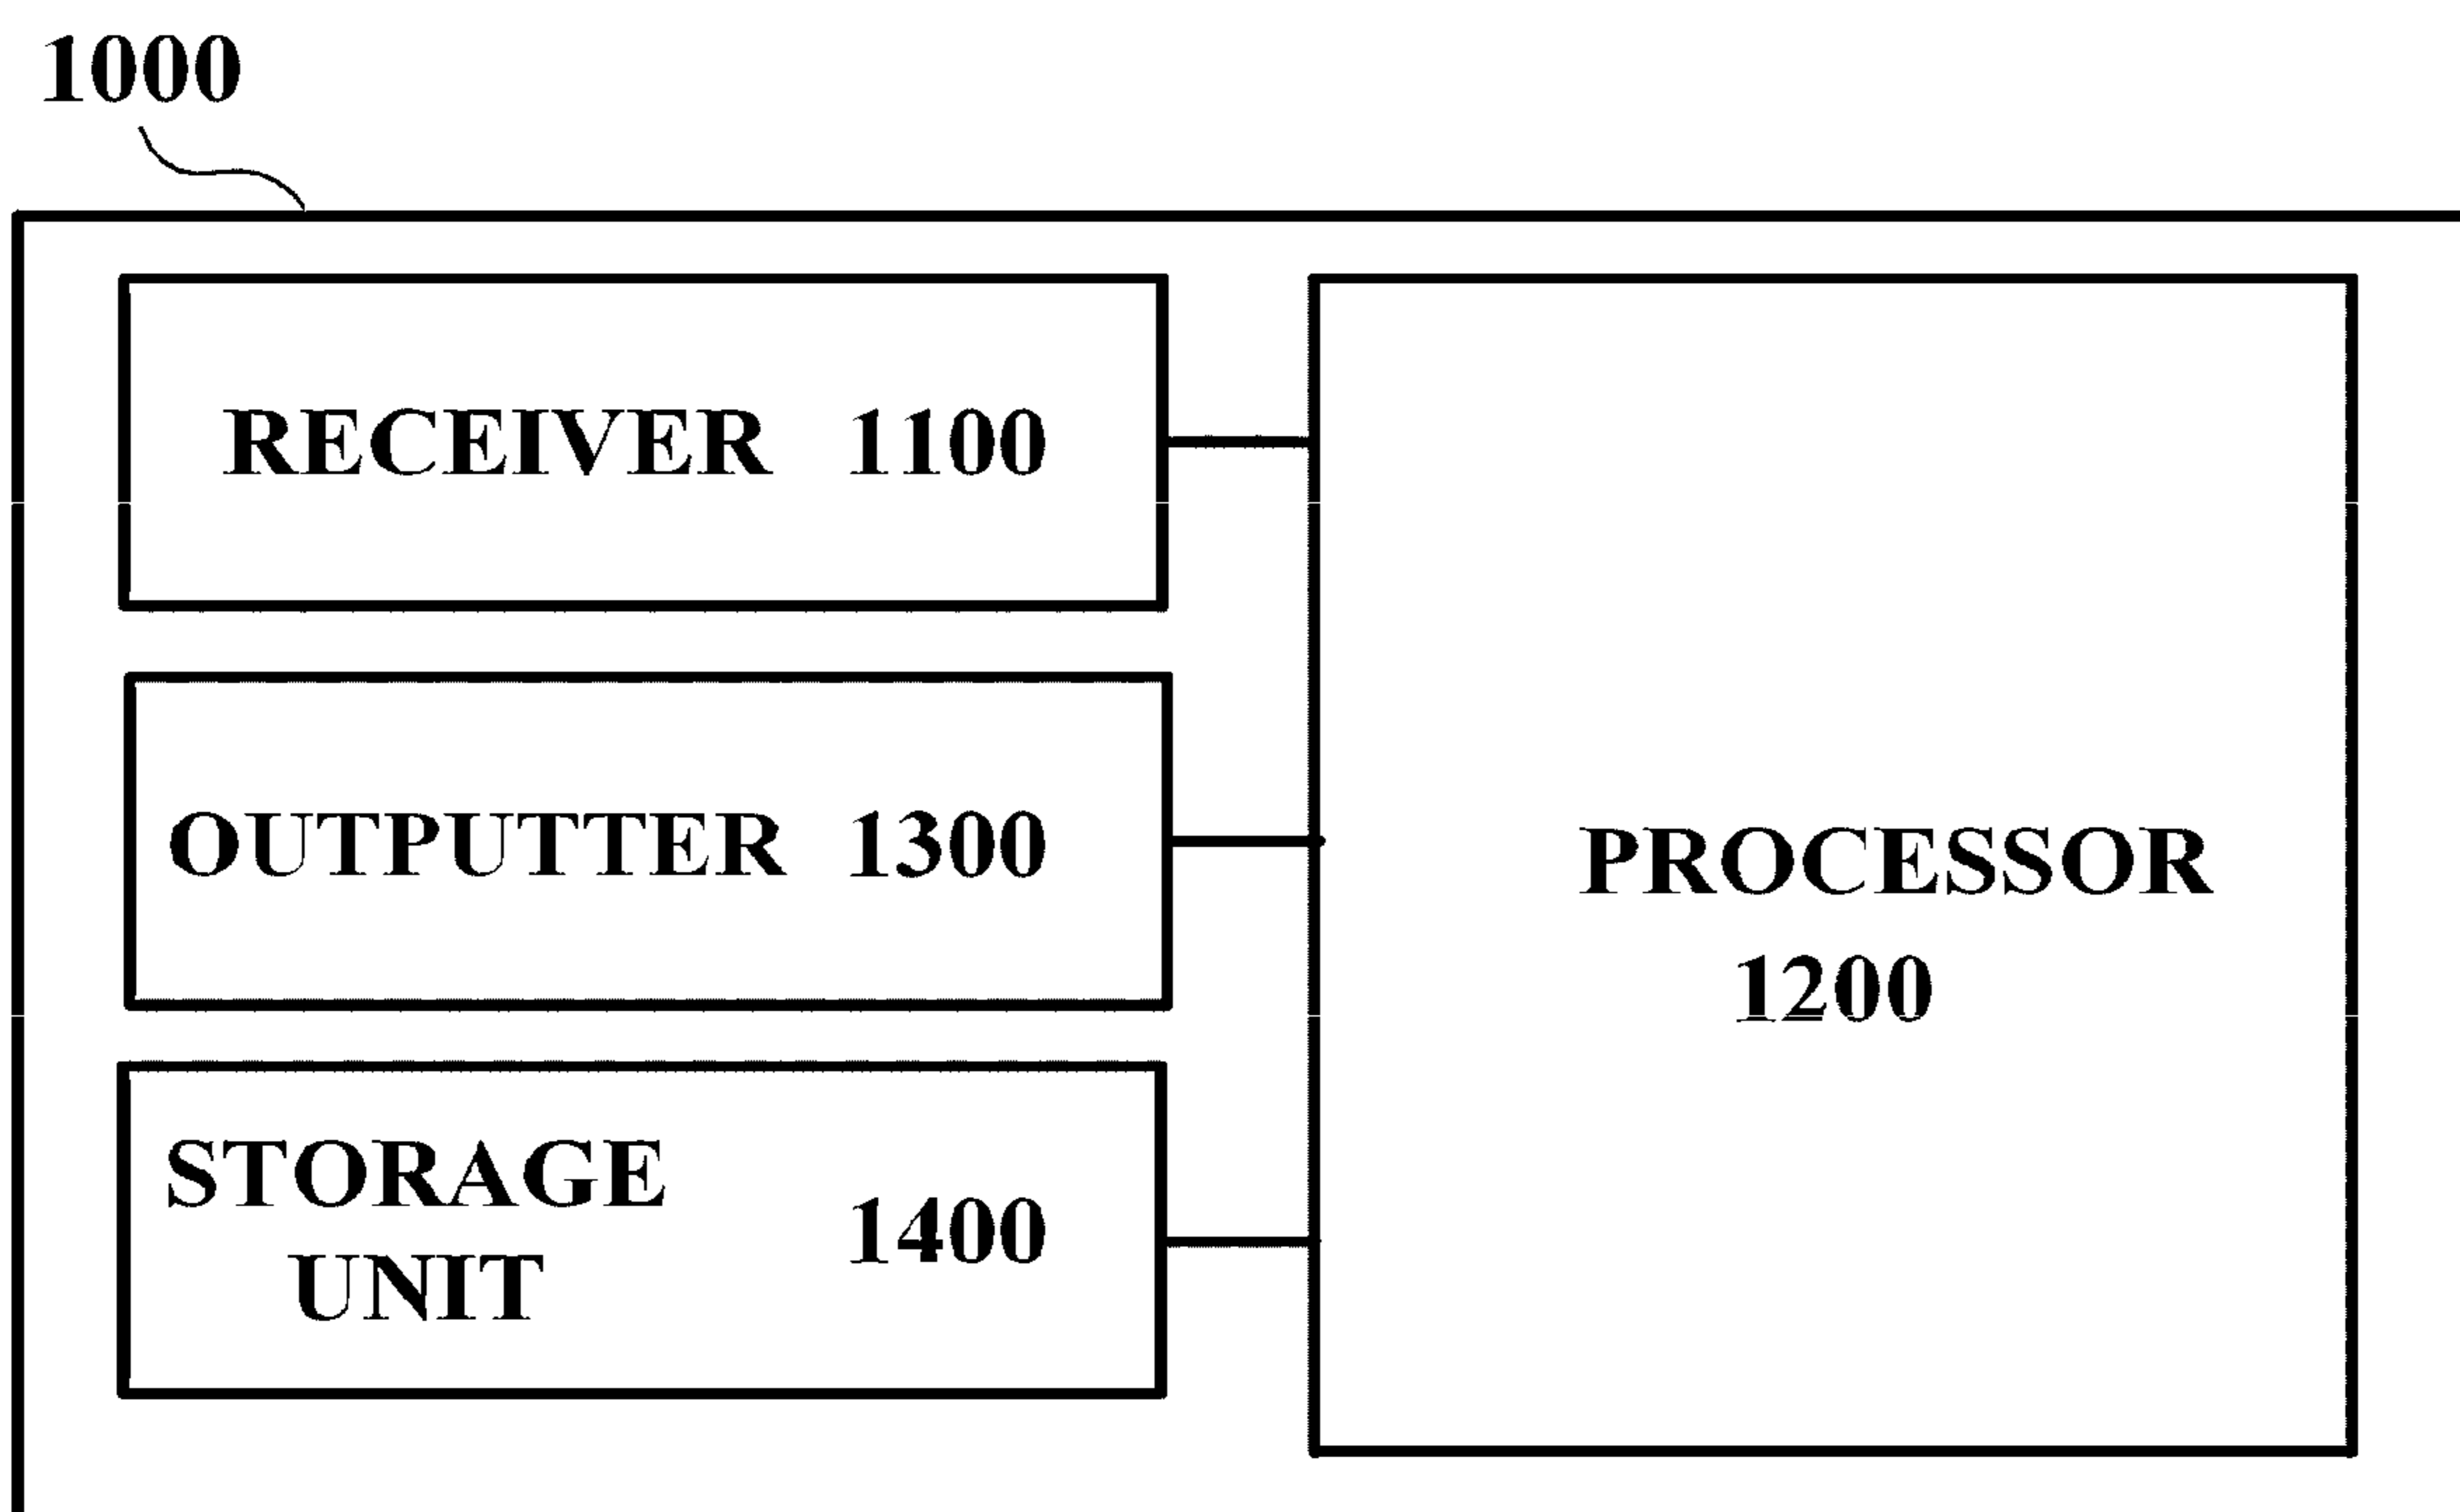 1000
RECEIVER 1100
OUTPUTTER 1300
PROCESSOR
1200
STORAGE
UNIT
1400